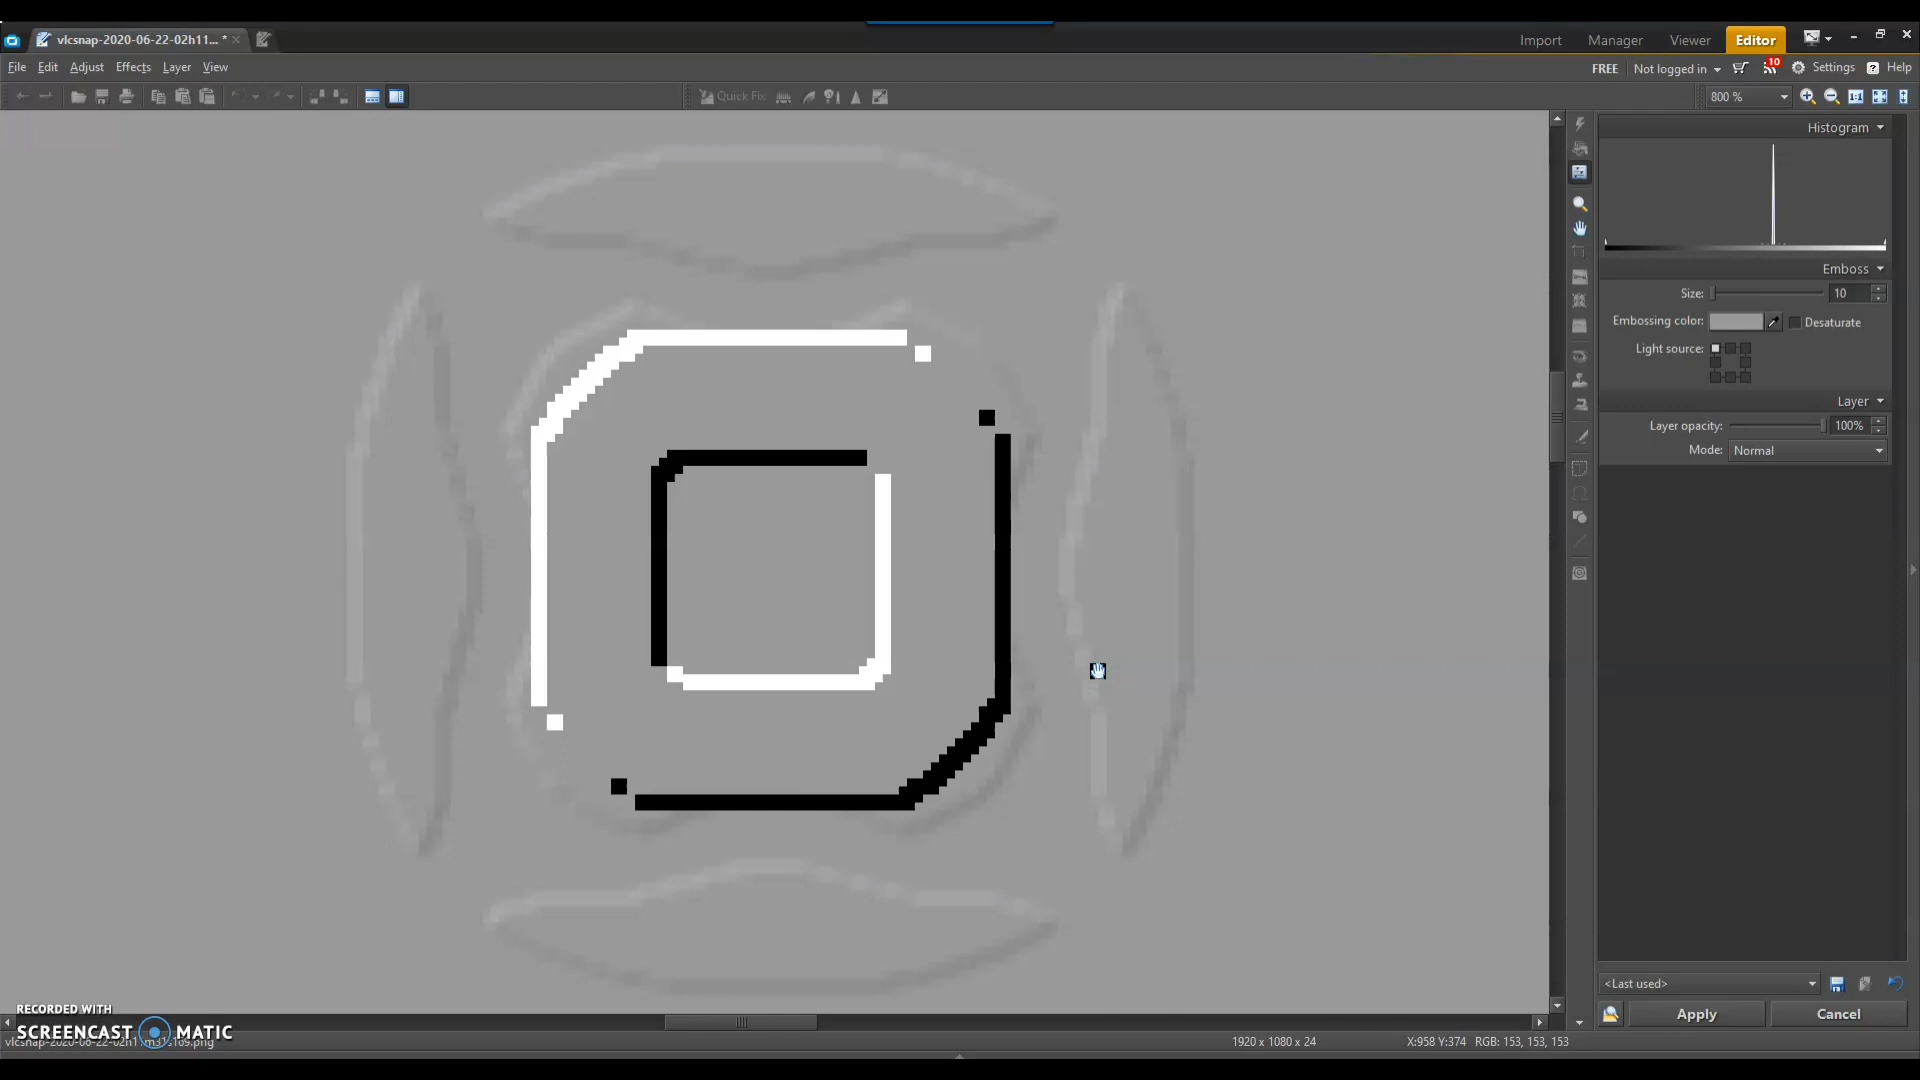 vlcsnap-2020-06-22-02h11... *
Import Manager Viewer Editor
File Edit Adjust Effects Layer View
FREE Not logged in 10 Settings Help
Quick Fix:
800 %
Histogram
Emboss
Size: 10
Embossing color: Desaturate
Light source:
Layer
Layer opacity: 100%
Mode: Normal
<Last used>
Apply Cancel
RECORDED WITH
SCREENCAST MATIC
1920 x 1080 x 24 X:958 Y:374 RGB: 153, 153, 153